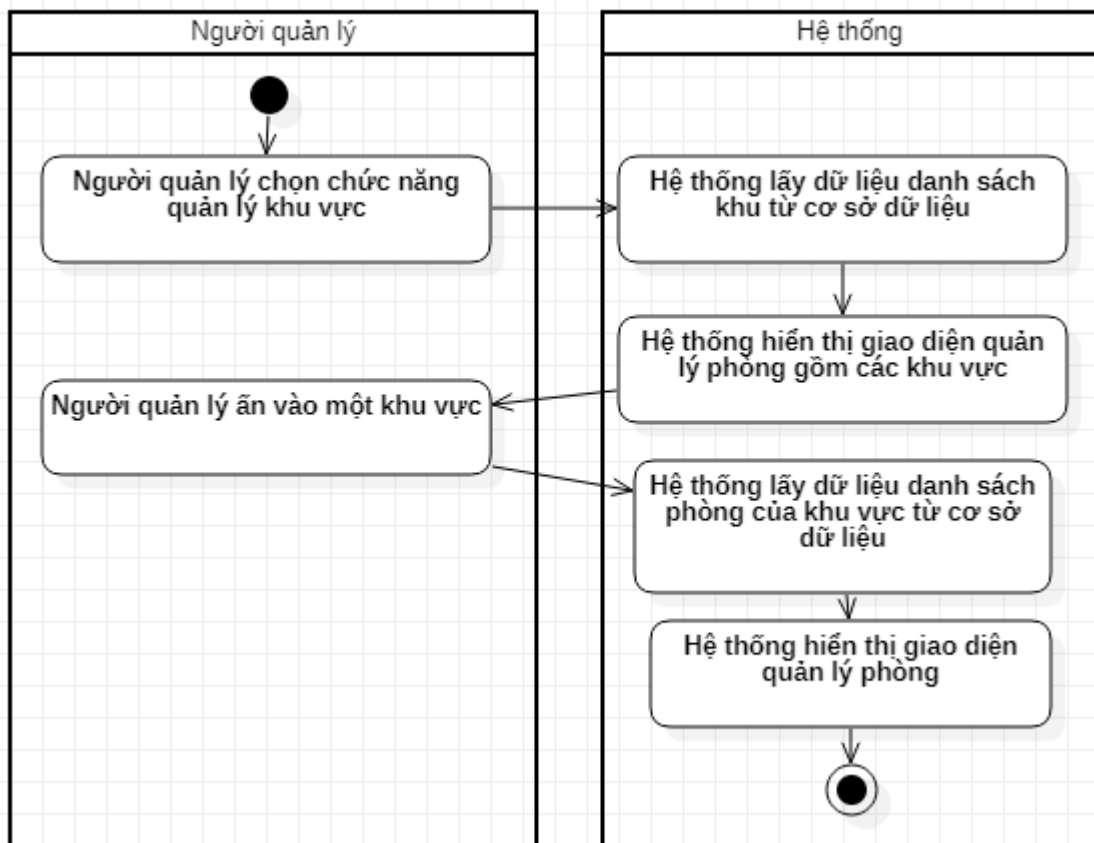 Người quản lý
Hệ thống
Người quản lý chọn chức năng
quản lý khu vực
Hệ thống lấy dữ liệu danh sách
khu từ cơ sở dữ liệu
Hệ thống hiển thị giao diện quản
lý phòng gồm các khu vực
Người quản lý ấn vào một khu vực
Hệ thống lấy dữ liệu danh sách
phòng của khu vực từ cơ sở
dữ liệu
Hệ thống hiển thị giao diện
quản lý phòng